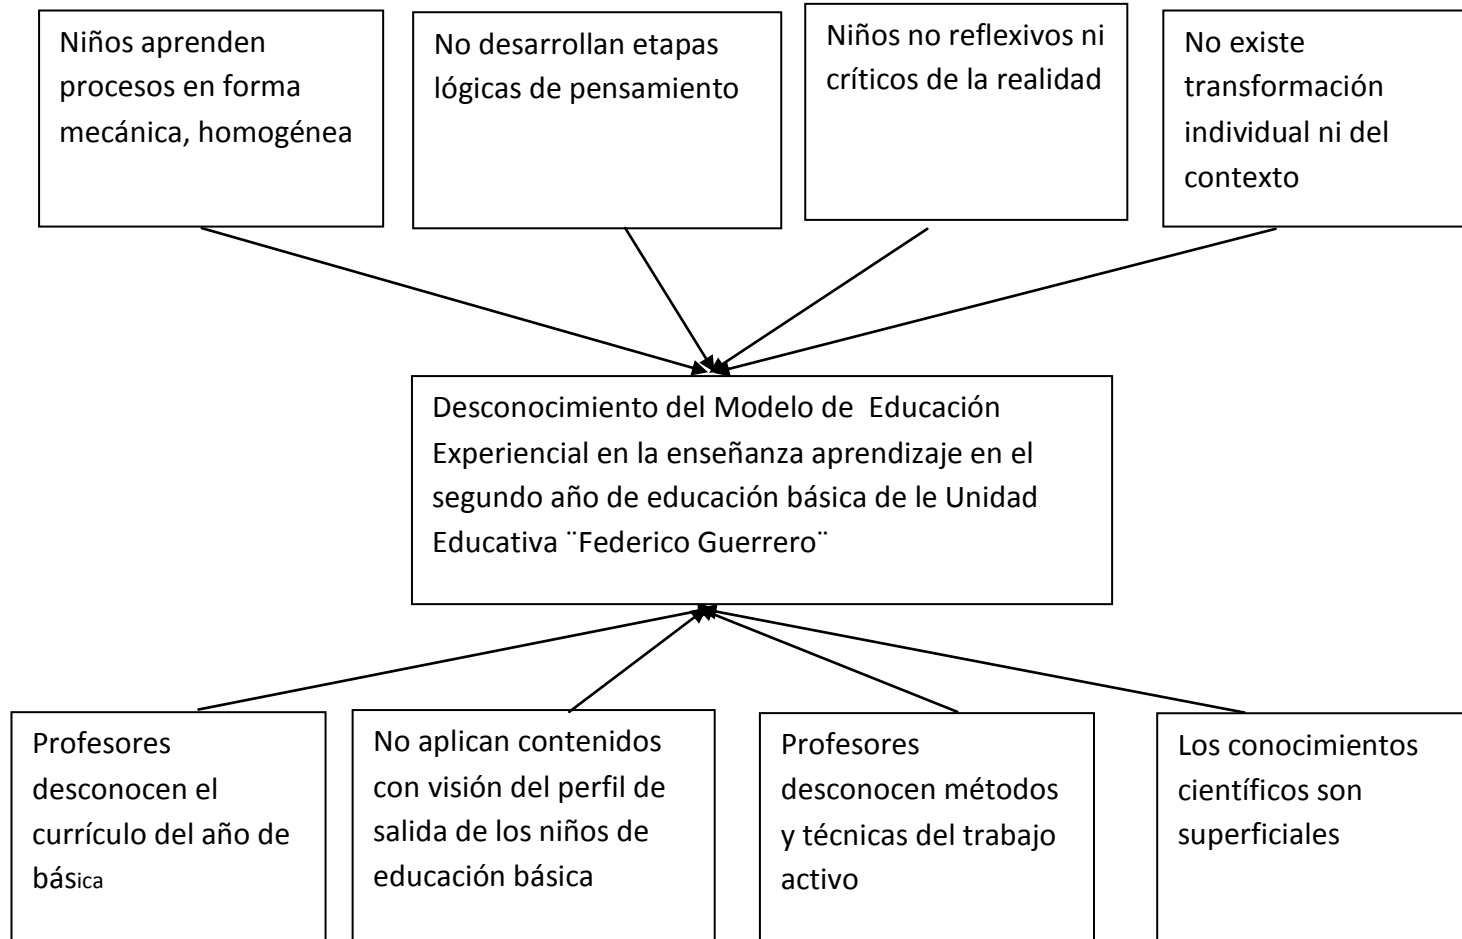 Niños aprenden
procesos en forma
mecánica, homogénea
No desarrollan etapas
lógicas de pensamiento
Niños no reflexivos ni
críticos de la realidad
No existe
transformación
individual ni del
contexto
Desconocimiento del Modelo de  Educación
Experiencial en la enseñanza aprendizaje en el
segundo año de educación básica de le Unidad
Educativa ¨Federico Guerrero¨
Profesores
desconocen el
currículo del año de
básica
No aplican contenidos
con visión del perfil de
salida de los niños de
educación básica
Profesores
desconocen métodos
y técnicas del trabajo
activo
Los conocimientos
científicos son
superficiales